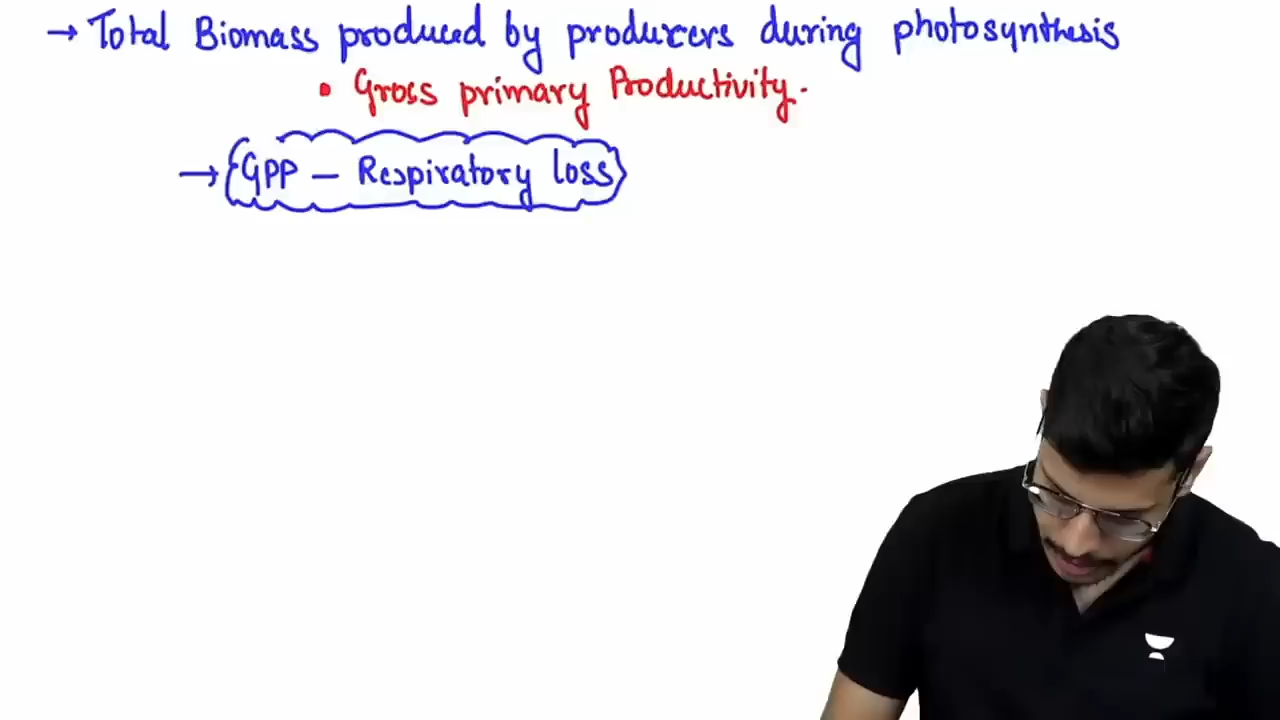 → Total Biomass produced by producers during photosynthesis
• Gross primary Productivity.
→ GPP – Respiratory loss